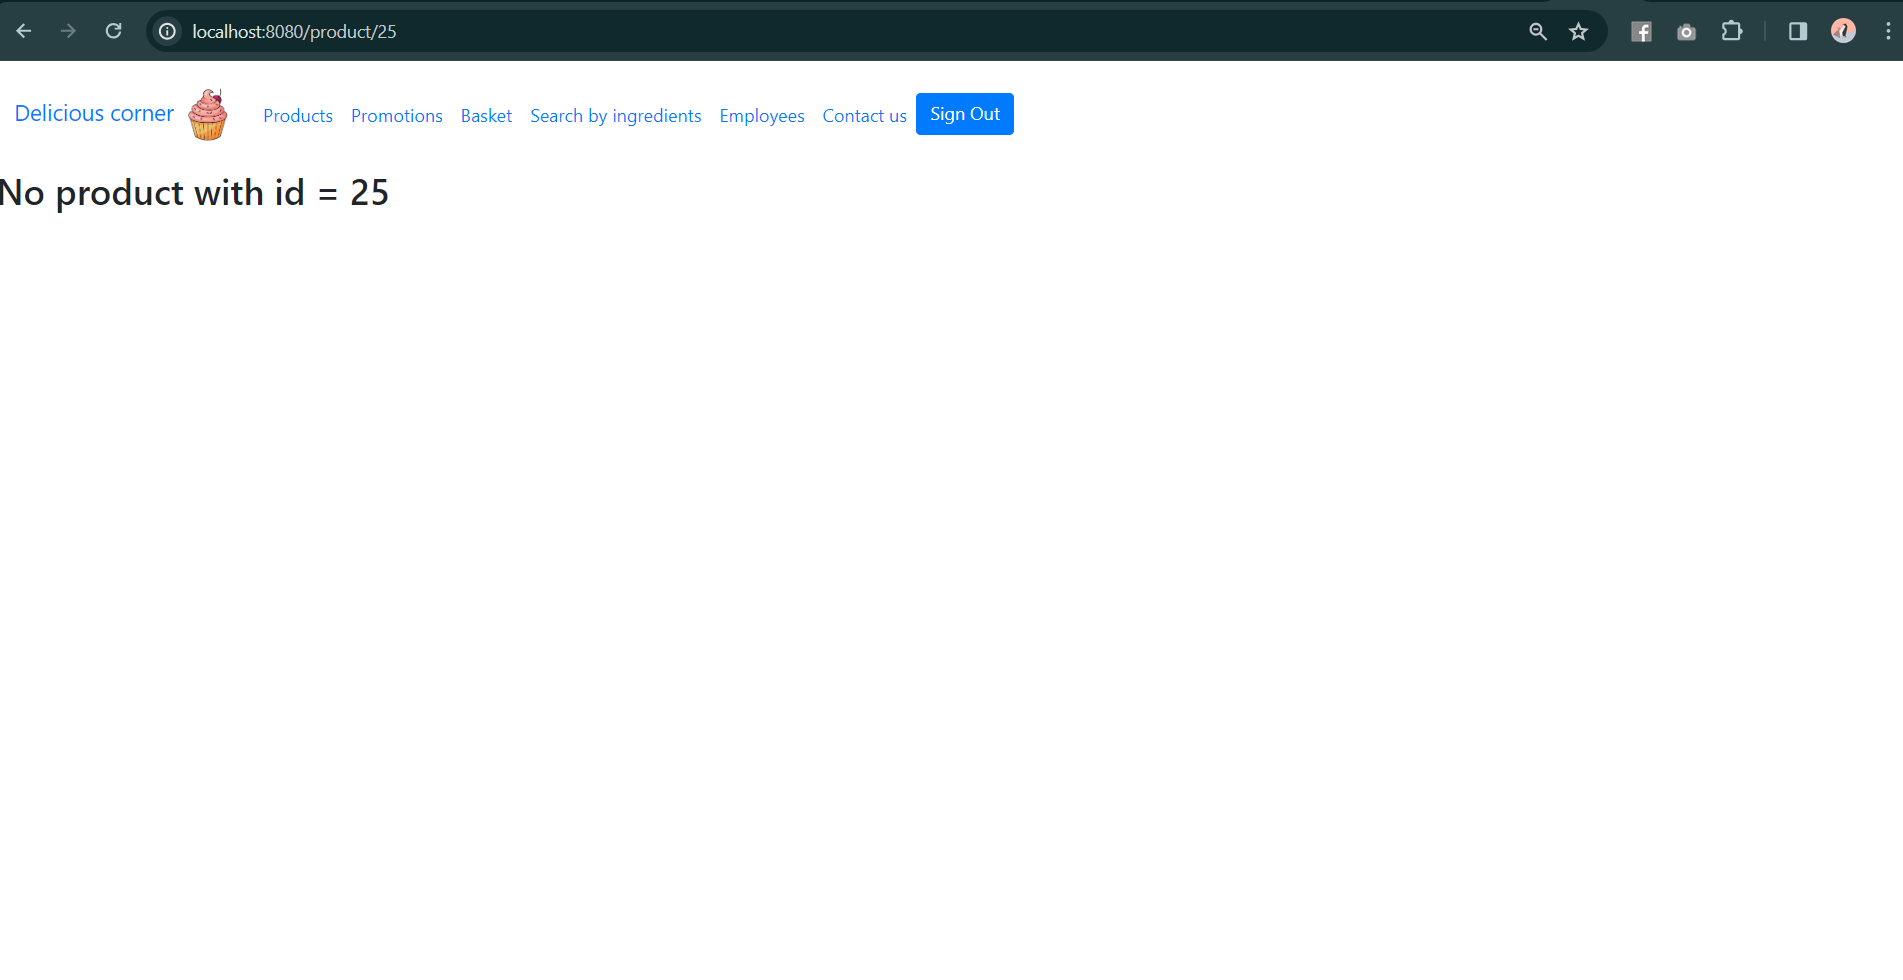 localhost:8080/product/25
Delicious corner Products Promotions Basket Search by ingredients Employees Contact us Sign Out
No product with id = 25